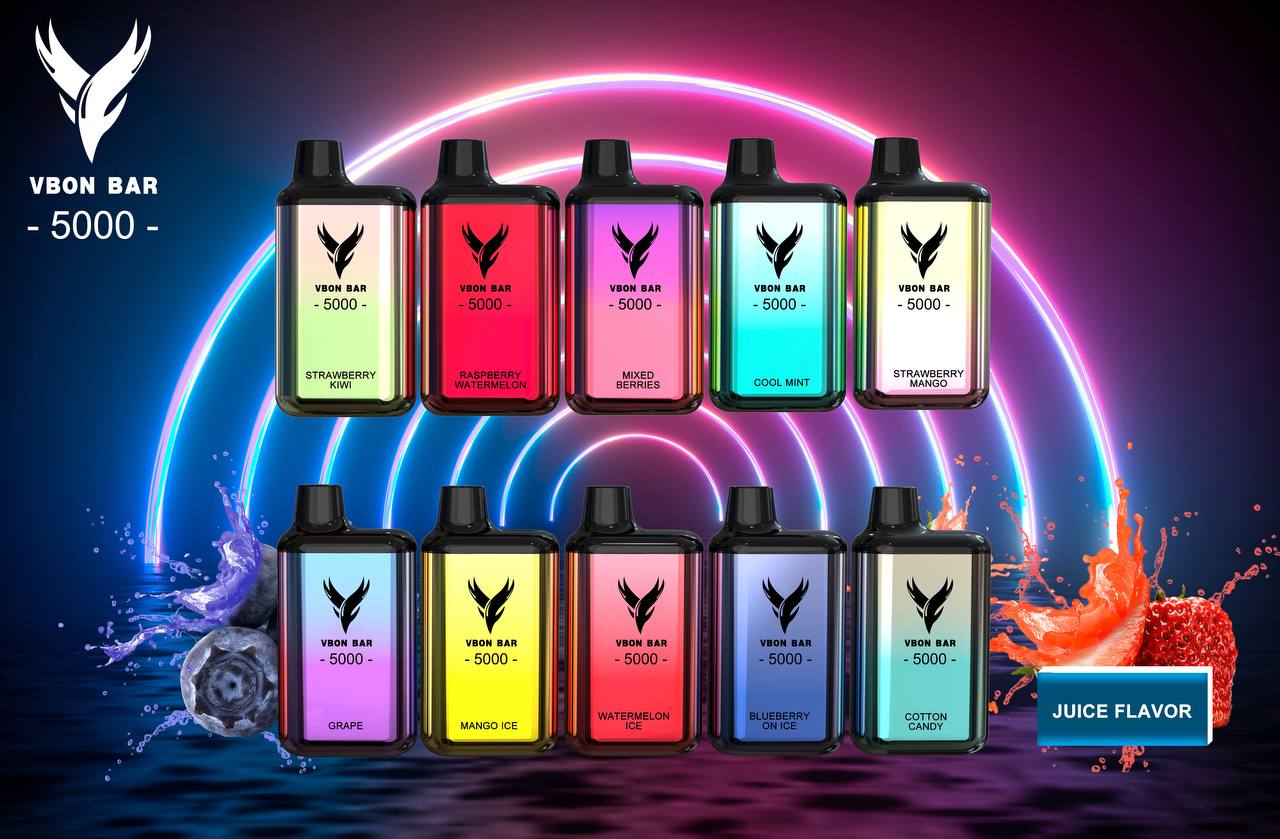 VBON BAR
- 5000 -
VBON BAR
- 5000 -
STRAWBERRY
KIWI
VBON BAR
- 5000 -
RASPBERRY
WATERMELON
VBON BAR
- 5000 -
MIXED
BERRIES
VBON BAR
- 5000 -
COOL MINT
VBON BAR
- 5000 -
STRAWBERRY
MANGO
VBON BAR
- 5000 -
GRAPE
VBON BAR
- 5000 -
MANGO ICE
VBON BAR
- 5000 -
WATERMELON
ICE
VBON BAR
- 5000 -
BLUEBERRY
ON ICE
VBON BAR
- 5000 -
COTTON
CANDY
JUICE FLAVOR